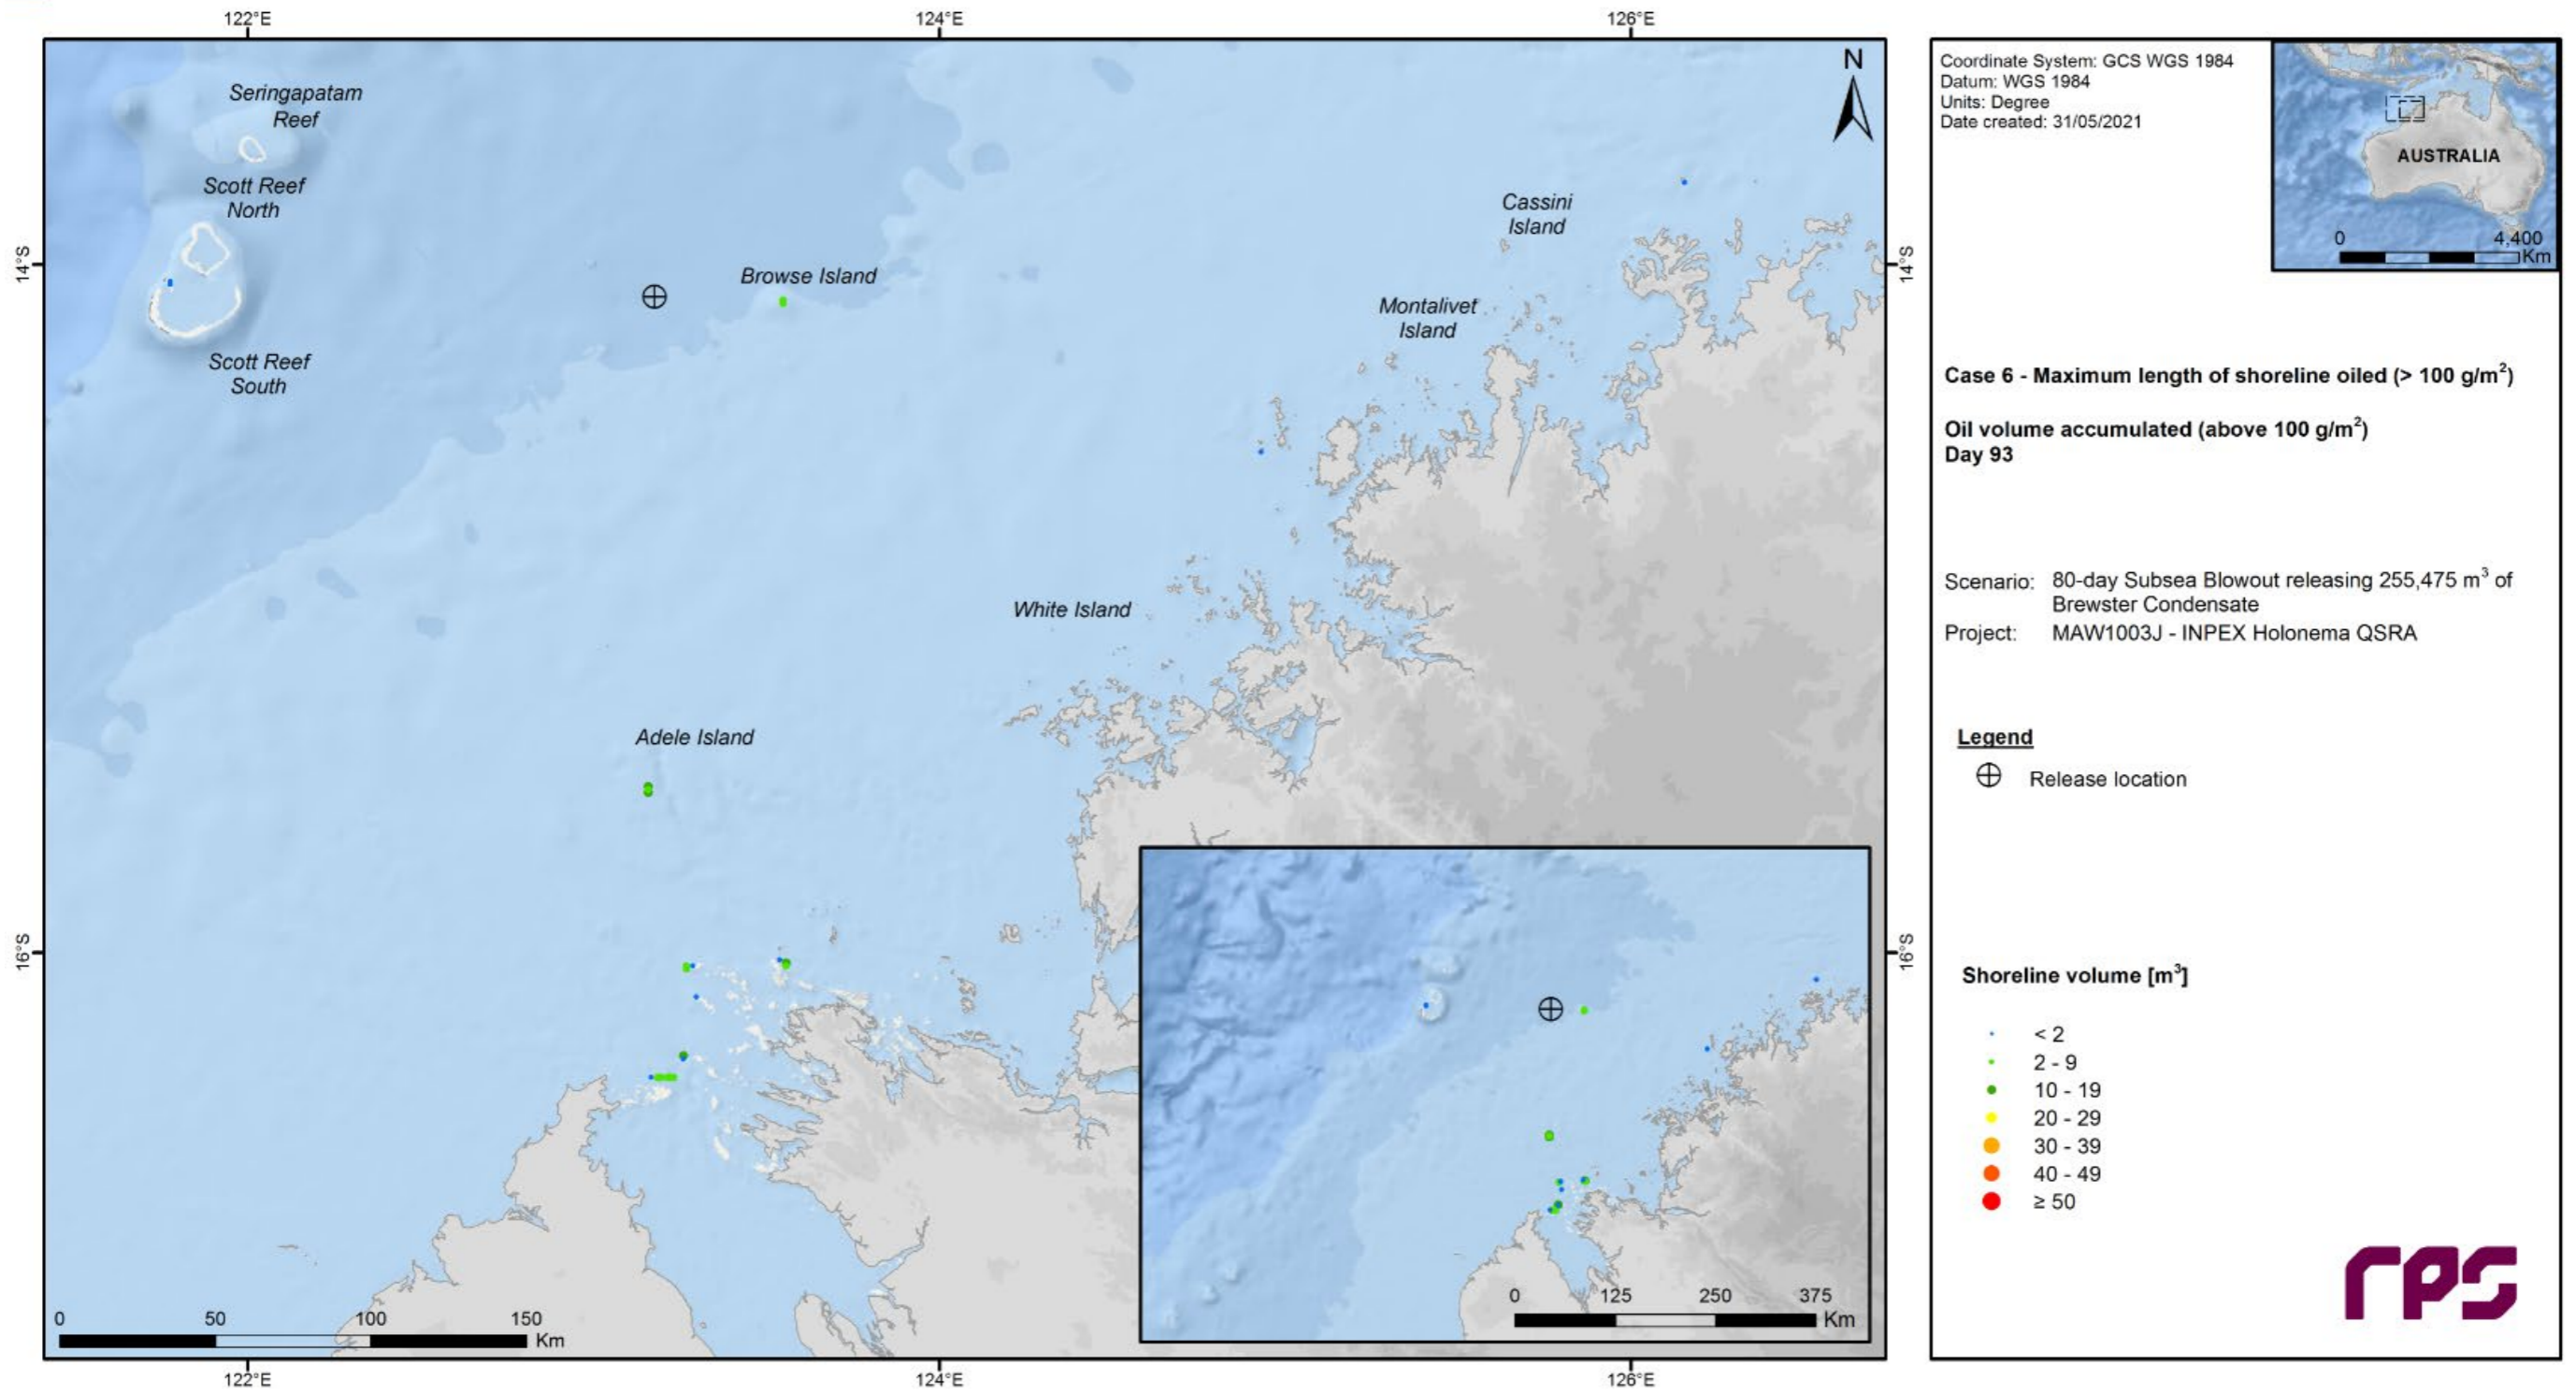 122°E
124°E
126°E
N
Seringapatam
Reef
Scott Reef
North
Scott Reef
South
Browse Island
Cassini
Island
Montalivet
Island
White Island
Adele Island
14°S
14°S
16°S
16°S
0 50 100 150
Km
0 125 250 375
Km
122°E
124°E
126°E
Coordinate System: GCS WGS 1984
Datum: WGS 1984
Units: Degree
Date created: 31/05/2021
AUSTRALIA
0 4,400
Km
Case 6 - Maximum length of shoreline oiled (> 100 g/m²)
Oil volume accumulated (above 100 g/m²)
Day 93
Scenario: 80-day Subsea Blowout releasing 255,475 m³ of
Brewster Condensate
Project: MAW1003J - INPEX Holonema QSRA
Legend
Release location
Shoreline volume [m³]
< 2
2 - 9
10 - 19
20 - 29
30 - 39
40 - 49
≥ 50
rps